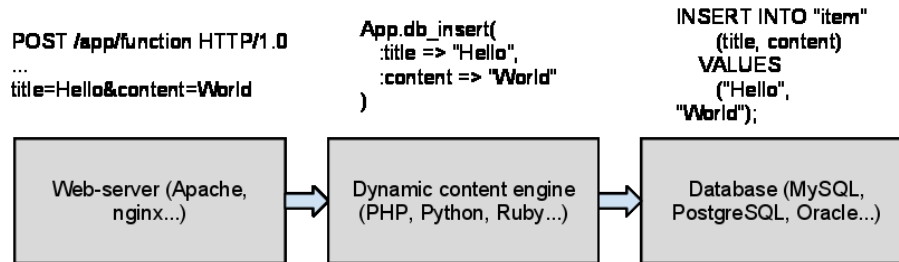 POST /app/function HTTP/1.0
...
title=Hello&content=World
App.db_insert(
:title => "Hello",
:content => "World"
)
INSERT INTO "item"
(title, content)
VALUES
("Hello",
"World");
Web-server (Apache,
nginx...)
Dynamic content engine
(PHP, Python, Ruby...)
Database (MySQL,
PostgreSQL, Oracle...)